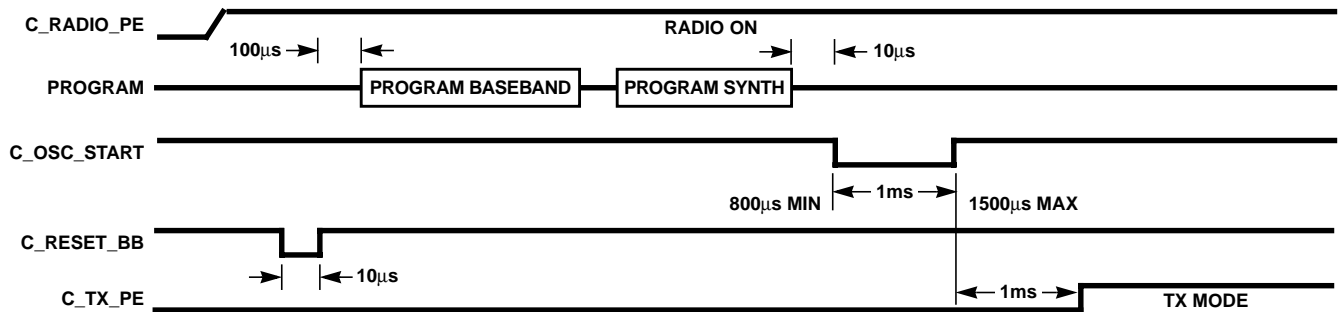 C_RADIO_PE
RADIO ON
100µs
10µs
PROGRAM
PROGRAM BASEBAND
PROGRAM SYNTH
C_OSC_START
800µs MIN
1ms
1500µs MAX
C_RESET_BB
10µs
C_TX_PE
1ms
TX MODE